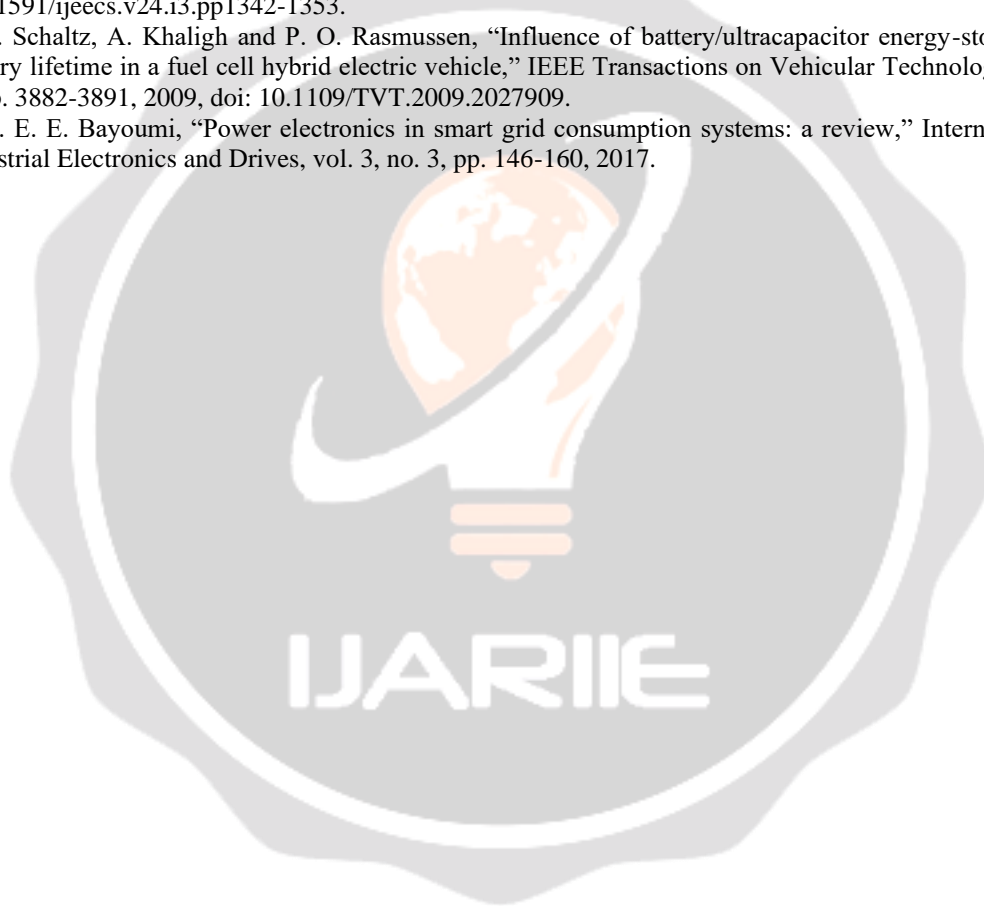 1591/ijeecs.v24.i3.pp1342-1353.
. Schaltz, A. Khaligh and P. O. Rasmussen, “Influence of battery/ultracapacitor energy-sto
ry lifetime in a fuel cell hybrid electric vehicle,” IEEE Transactions on Vehicular Technolo
. 3882-3891, 2009, doi: 10.1109/TVT.2009.2027909.
. E. E. Bayoumi, “Power electronics in smart grid consumption systems: a review,” Intern
strial Electronics and Drives, vol. 3, no. 3, pp. 146-160, 2017.
IJARIIE